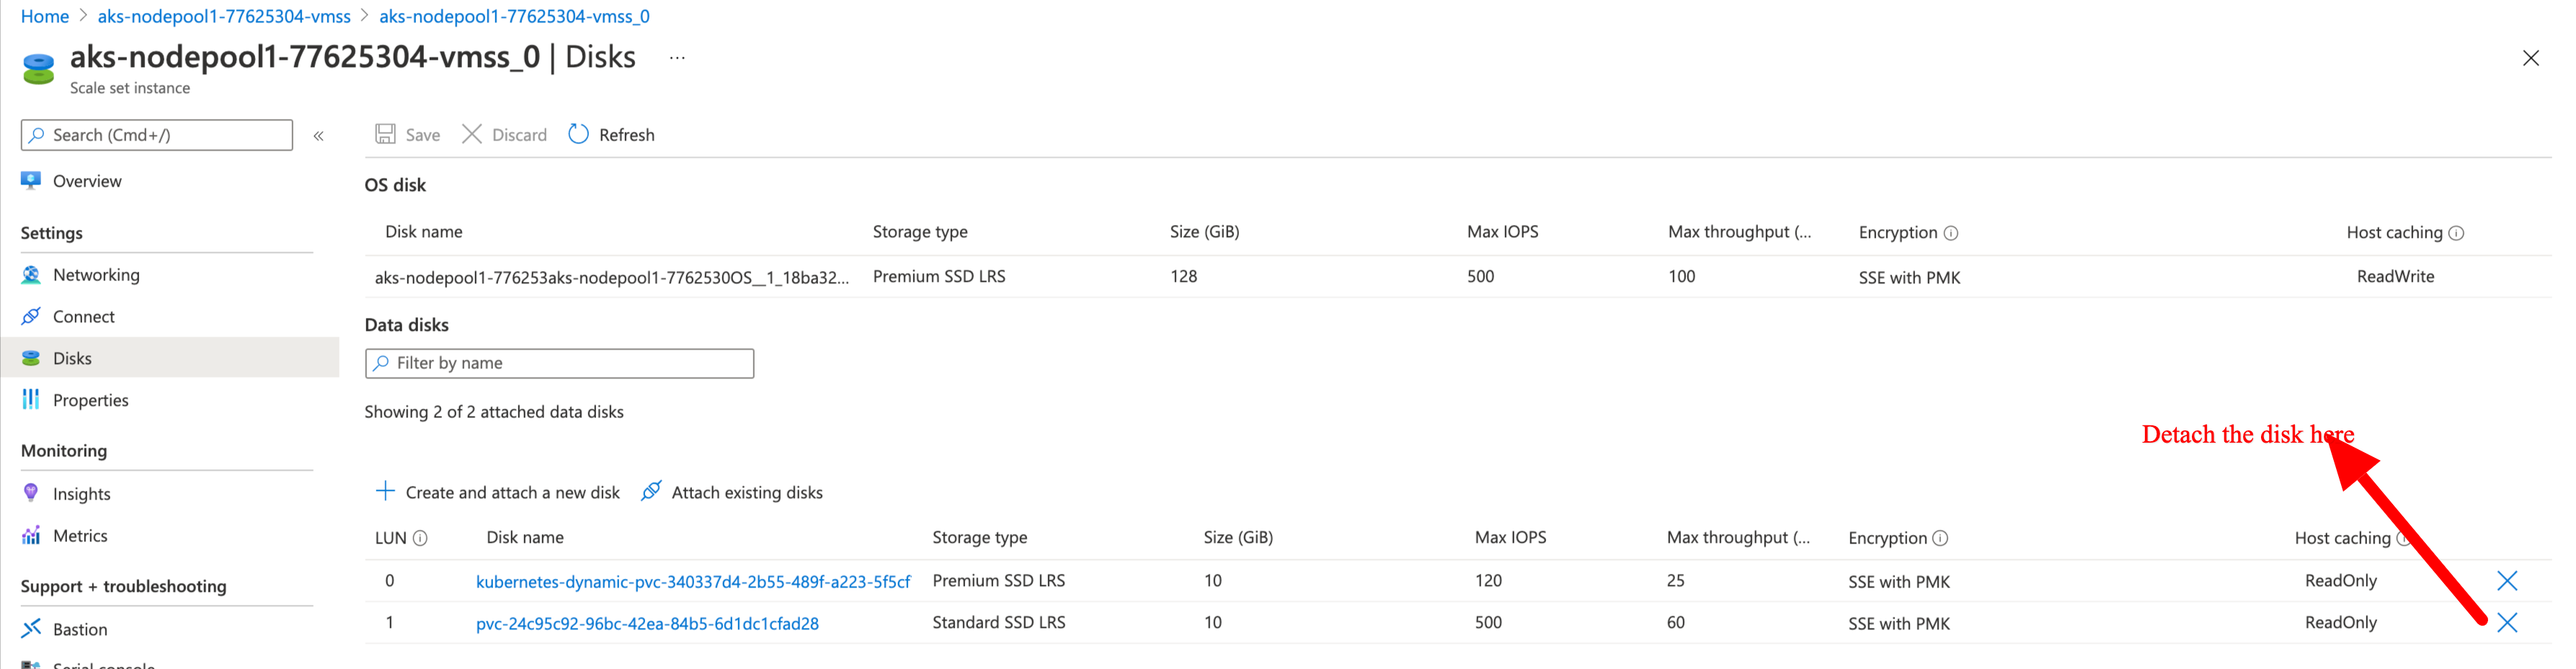 Home > aks-nodepool1-77625304-vmss > aks-nodepool1-77625304-vmss_0
aks-nodepool1-77625304-vmss_0 | Disks ...
Scale set instance
Search (Cmd+/) «
Save Discard Refresh
Overview
Settings
Networking
Connect
Disks
Properties
Monitoring
Insights
Metrics
Support + troubleshooting
Bastion
Serial console
OS disk
Disk name Storage type Size (GiB) Max IOPS Max throughput (... Encryption Host caching
aks-nodepool1-776253aks-nodepool1-7762530OS__1_18ba32... Premium SSD LRS 128 500 100 SSE with PMK ReadWrite
Data disks
Filter by name
Showing 2 of 2 attached data disks
Detach the disk here
Create and attach a new disk Attach existing disks
LUN Disk name Storage type Size (GiB) Max IOPS Max throughput (... Encryption Host caching
0 kubernetes-dynamic-pvc-340337d4-2b55-489f-a223-5f5cf Premium SSD LRS 10 120 25 SSE with PMK ReadOnly
1 pvc-24c95c92-96bc-42ea-84b5-6d1dc1cfad28 Standard SSD LRS 10 500 60 SSE with PMK ReadOnly